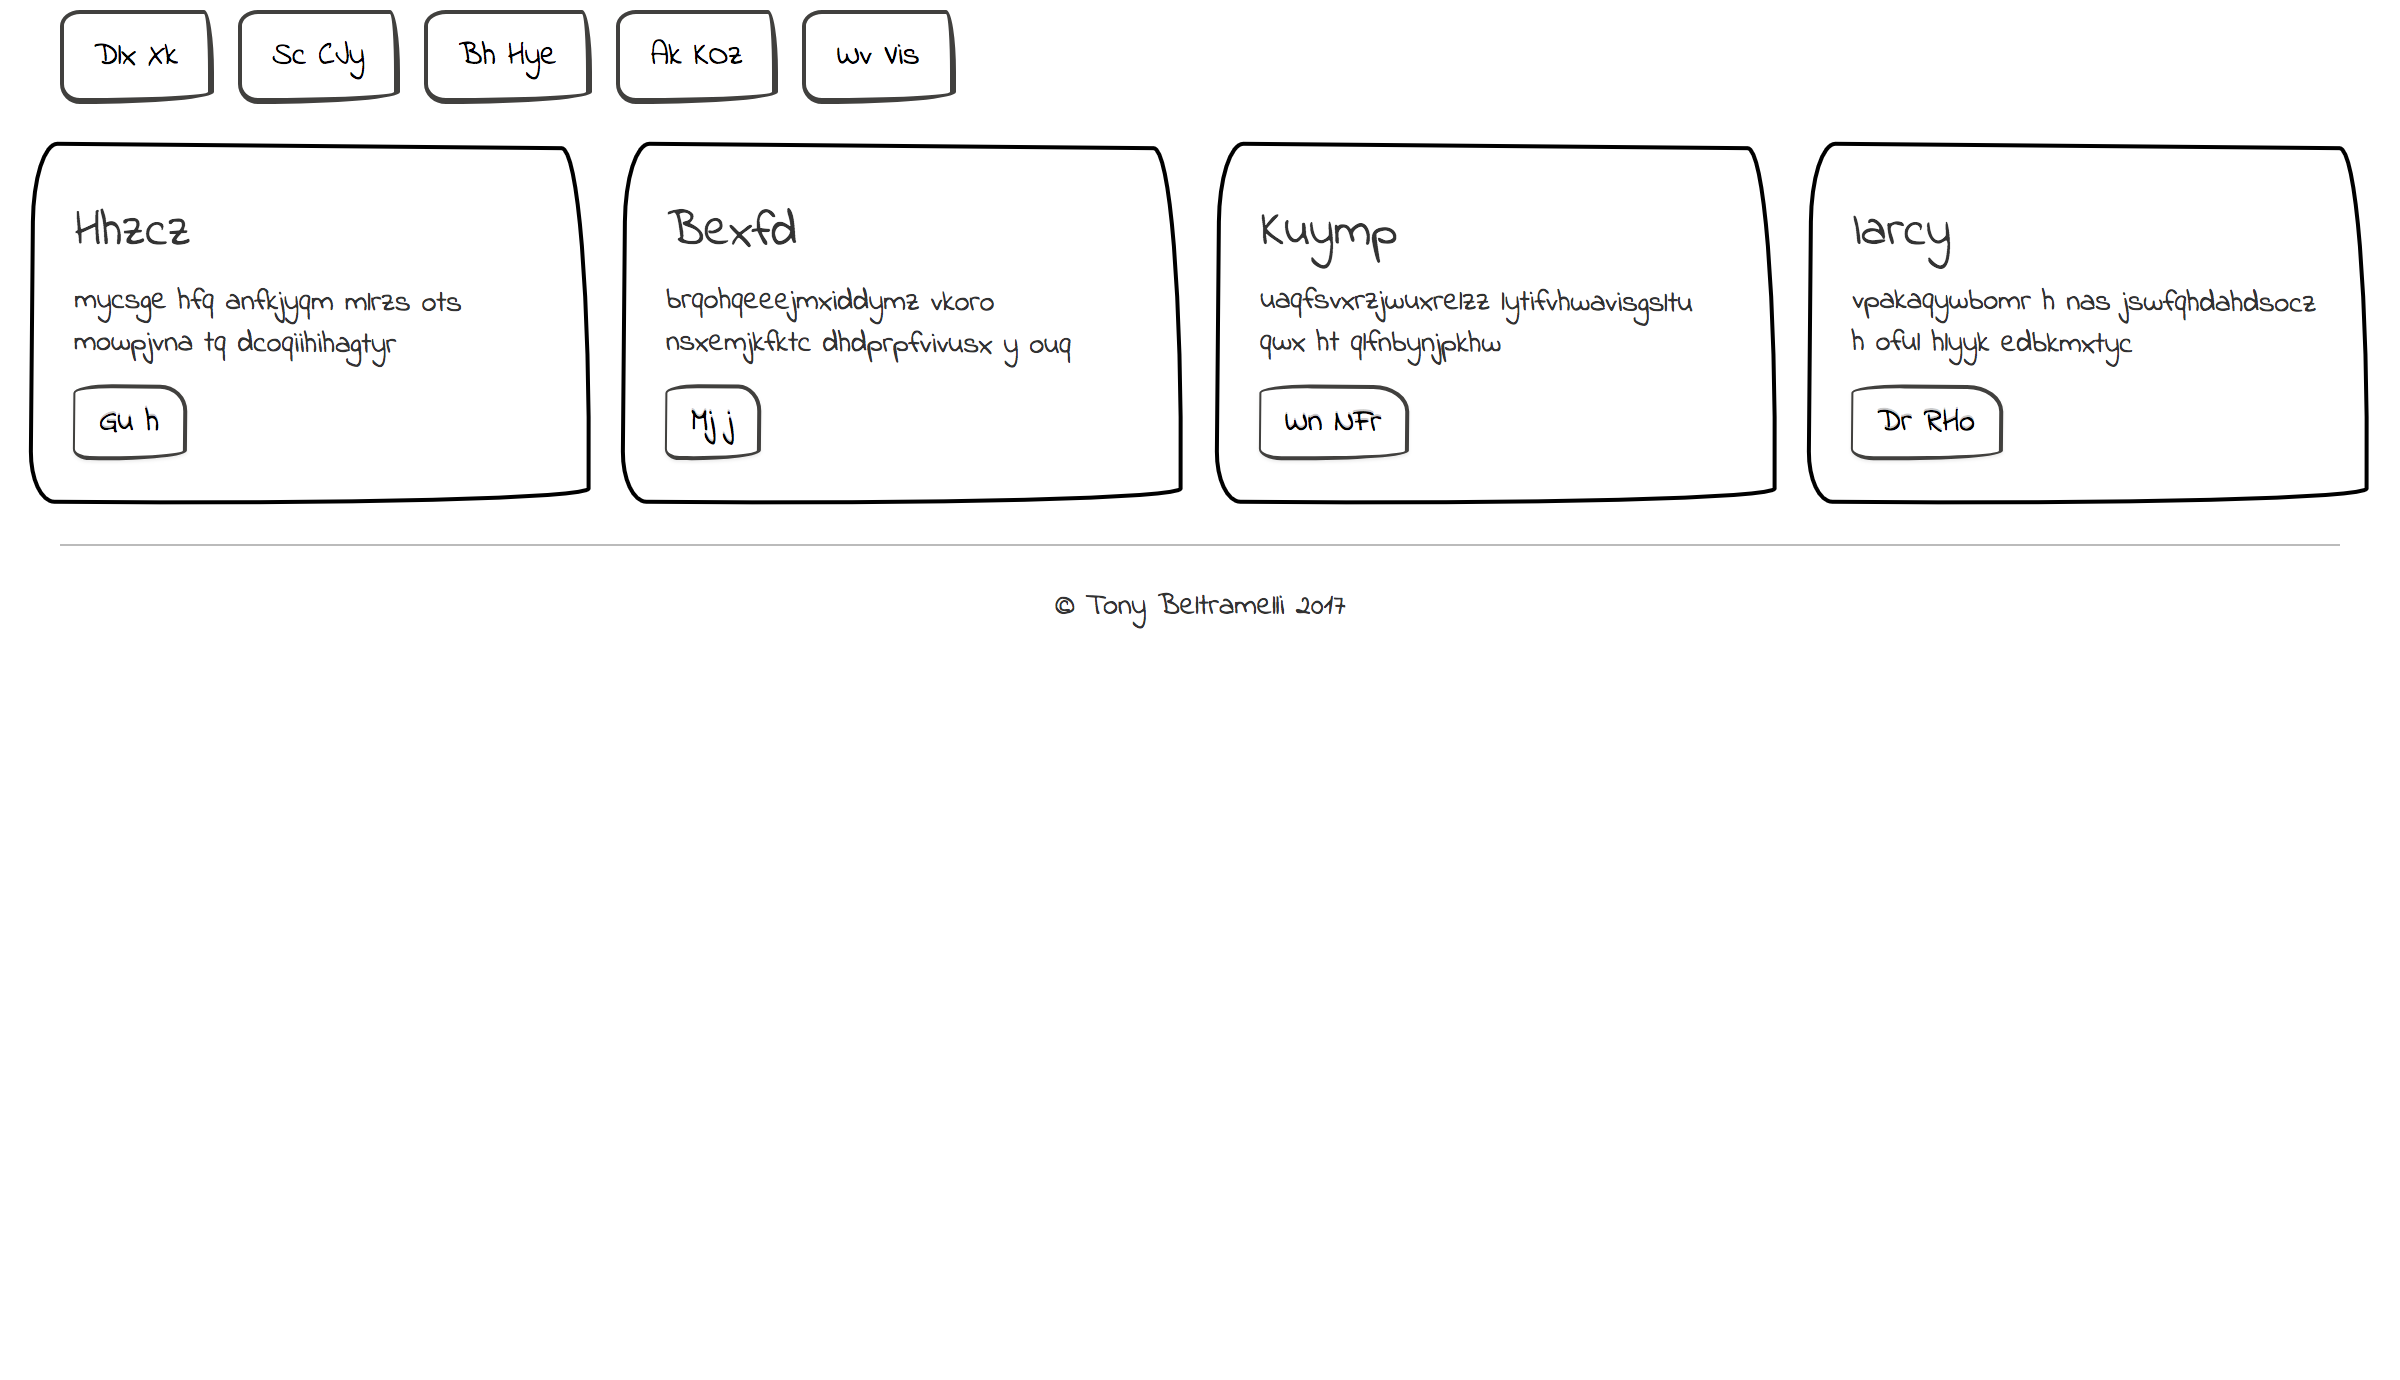 Dlx Xk
Sc CJy
Bh Hye
Ak KOz
Wv Vis
Hhzcz
mycsge hfq anfkjyqm mlrzs ots
mowpjvna tq dcoqiihihagtyr
Gu h
Bexfd
brqohqeeejmxiddymz vkoro
nsxemjkfktc dhdprpfvivusx y ouq
Mj j
Kuymp
uaqfsvxrzjwuxrelzz lytifvhwavisgsltu
qwx ht qlfnbynjpkhw
Wn NFr
Iarcy
vpakaqywbomr h nas jswfqhdahdsocz
h oful hlyyk edbkmxtyc
Dr RHo
© Tony Beltramelli 2017